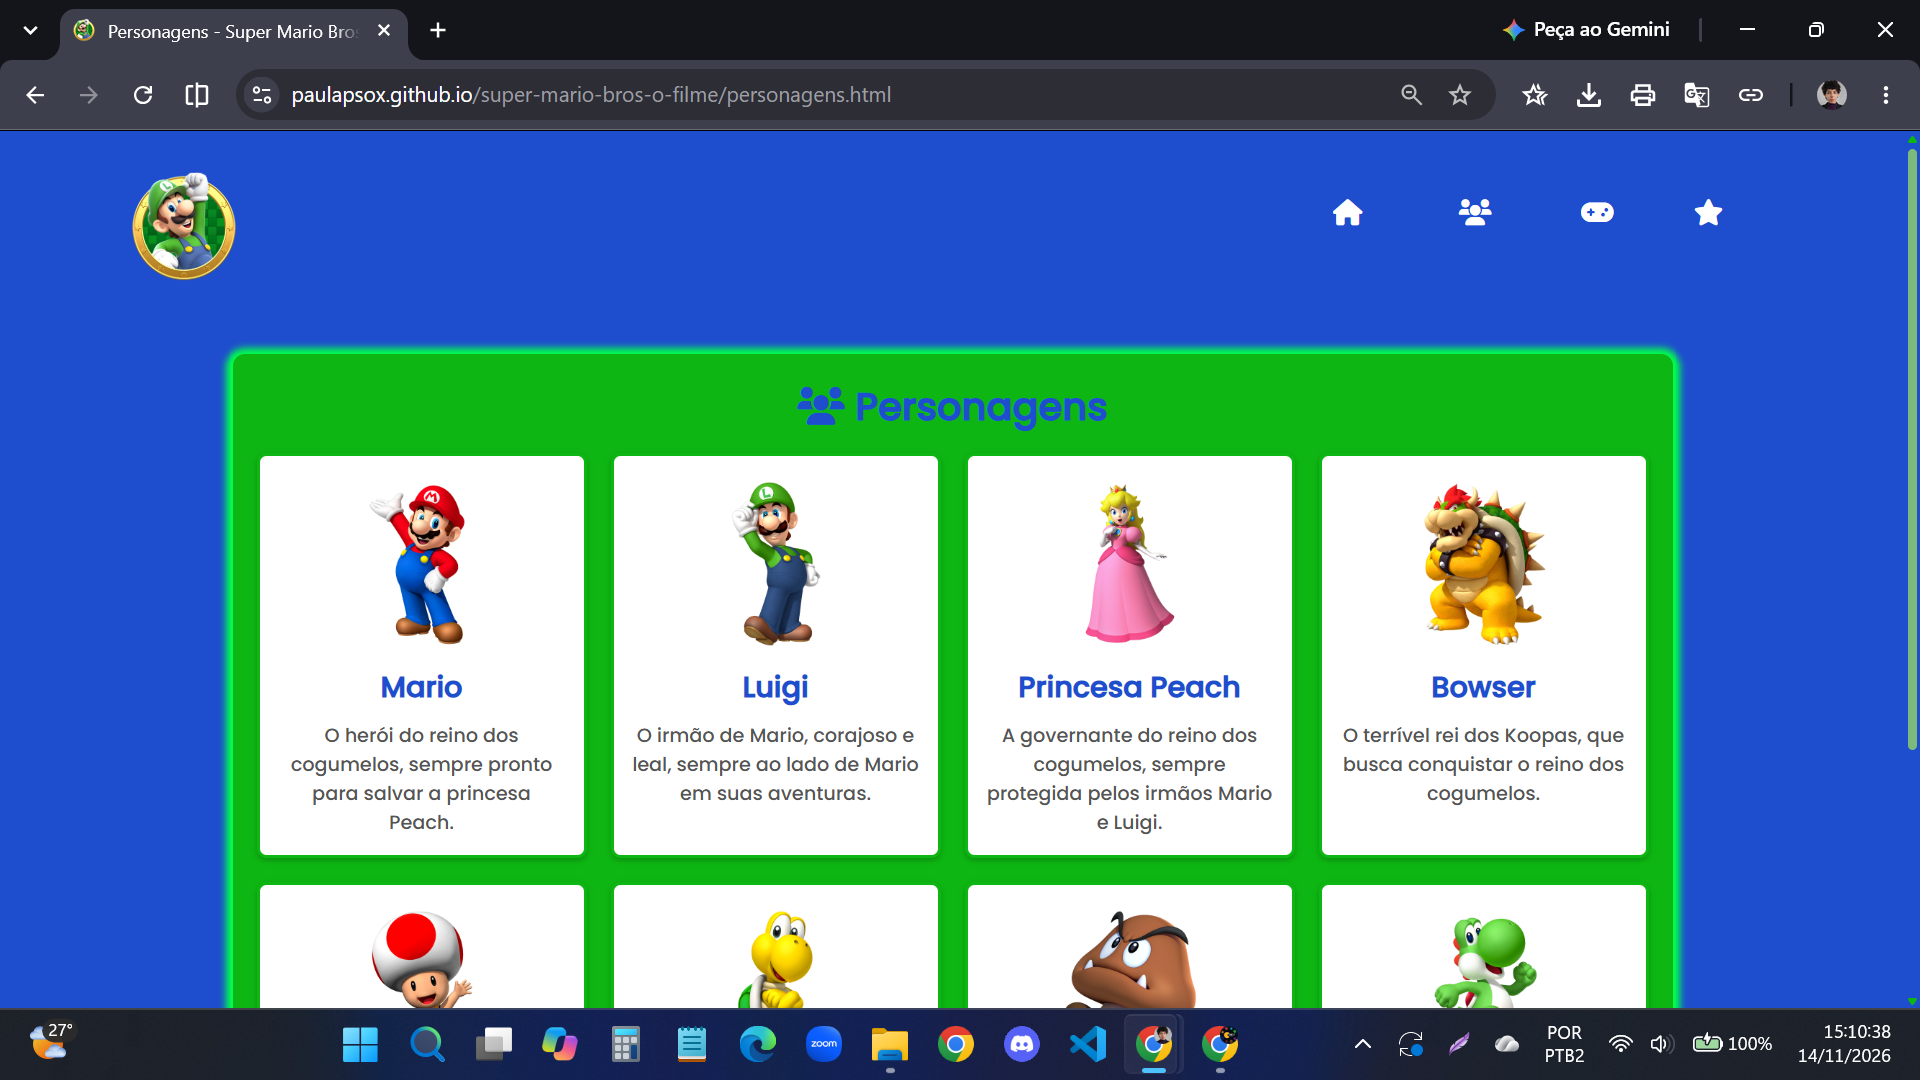 Personagens - Super Mario Bro
Peça ao Gemini
paulapsox.github.io/super-mario-bros-o-filme/personagens.html
Personagens
Mario
O herói do reino dos
cogumelos, sempre pronto
para salvar a princesa
Peach.
Luigi
O irmão de Mario, corajoso e
leal, sempre ao lado de Mario
em suas aventuras.
Princesa Peach
A governante do reino dos
cogumelos, sempre
protegida pelos irmãos Mario
e Luigi.
Bowser
O terrível rei dos Koopas, que
busca conquistar o reino dos
cogumelos.
27°
zoom
POR
PTB2
100%
15:10:38
14/11/2026